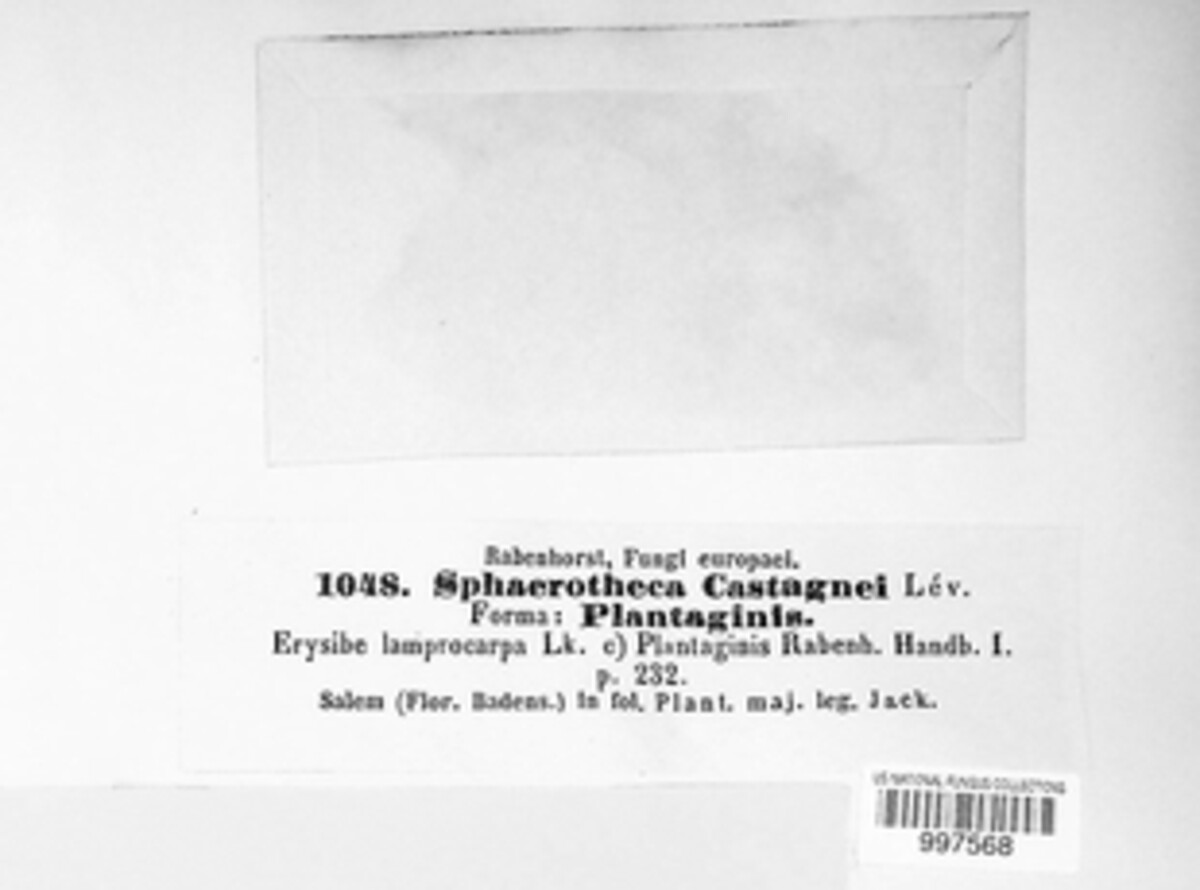 Rabenhorst, Fungi europaei.
1048. Sphaerotheca Castagnei Lév.
Forma: Plantaginis.
Erysibe lamprocarpa Lk. c) Plantaginis Rabenh. Handb. I.
p. 232.
Salem (Flor. Badens.) in fol. Plant. maj. leg. Jack.
US NATIONAL FUNGUS COLLECTIONS
997568